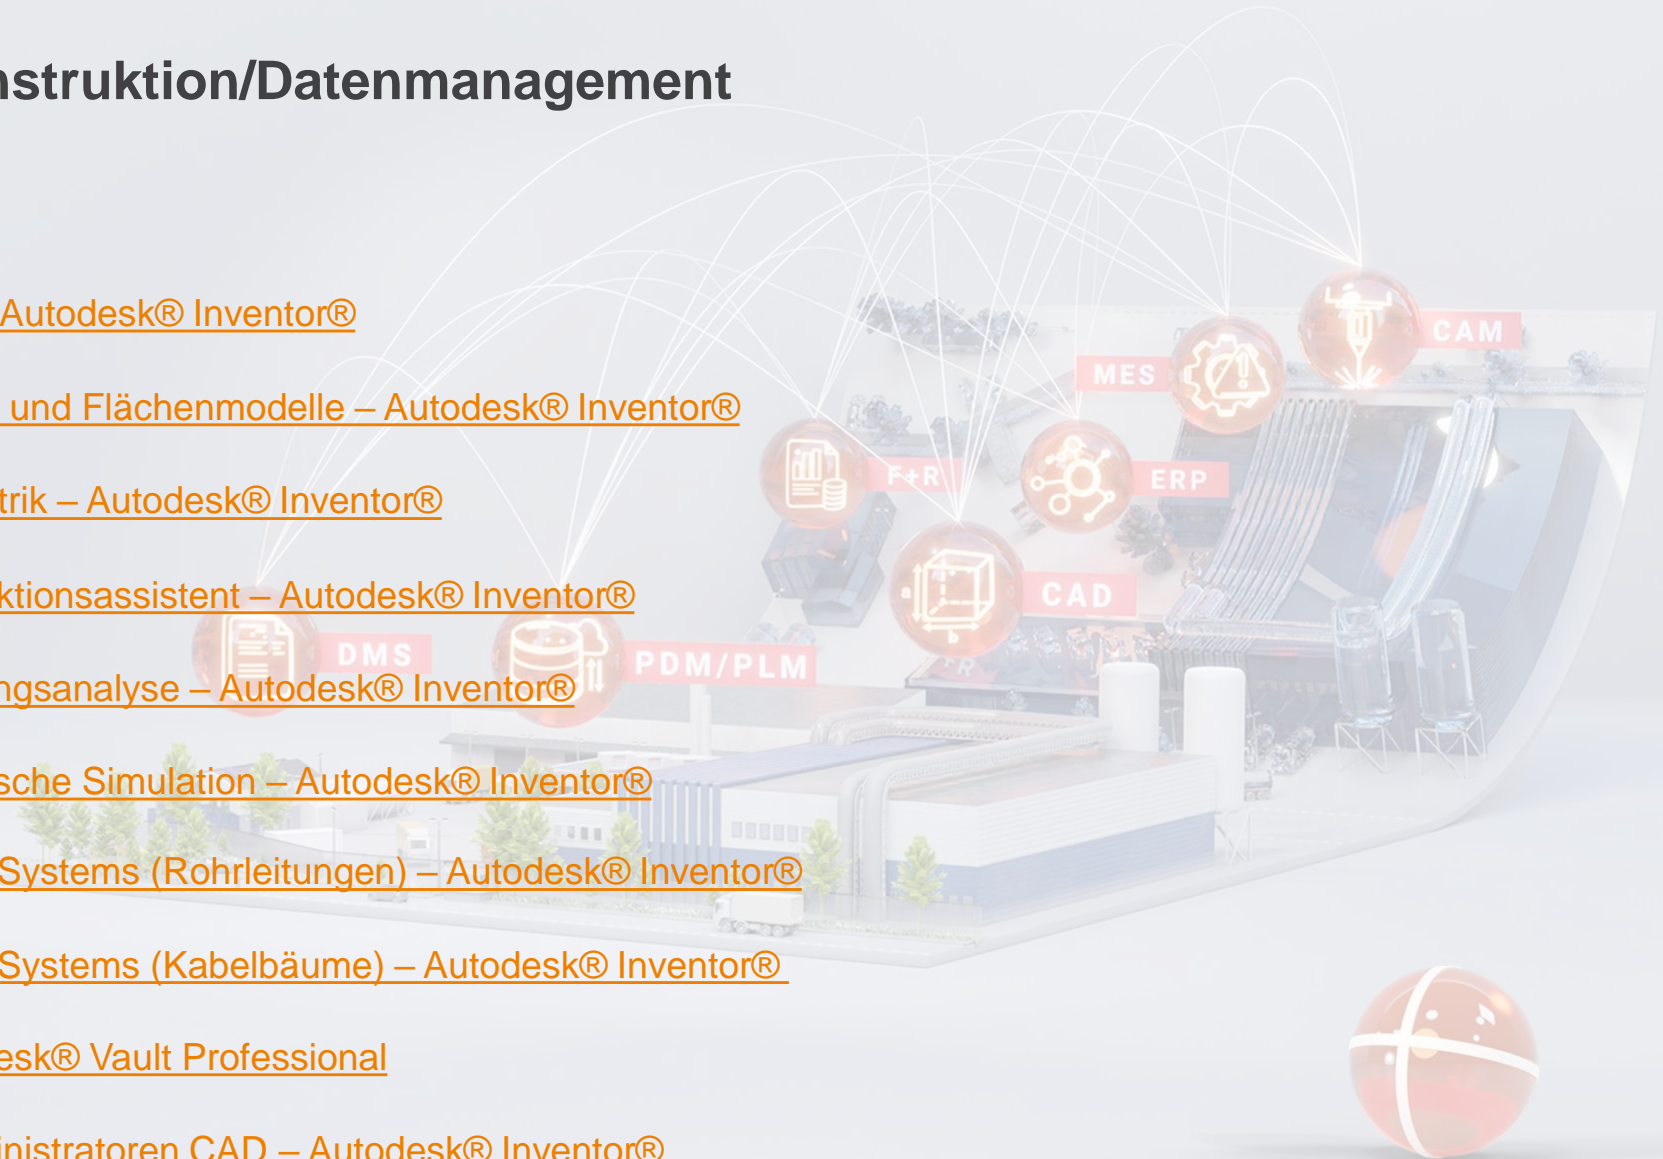 nstruktion/Datenmanagement
Autodesk® Inventor®
und Flächenmodelle – Autodesk® Inventor®
trik – Autodesk® Inventor®
ktionsassistent – Autodesk® Inventor®
ngsanalyse – Autodesk® Inventor®
sche Simulation – Autodesk® Inventor®
Systems (Rohrleitungen) – Autodesk® Inventor®
Systems (Kabelbäume) – Autodesk® Inventor®
esk® Vault Professional
inistratoren CAD – Autodesk® Inventor®
CAM
MES
F+R
ERP
CAD
a
b
DMS
PDM/PLM